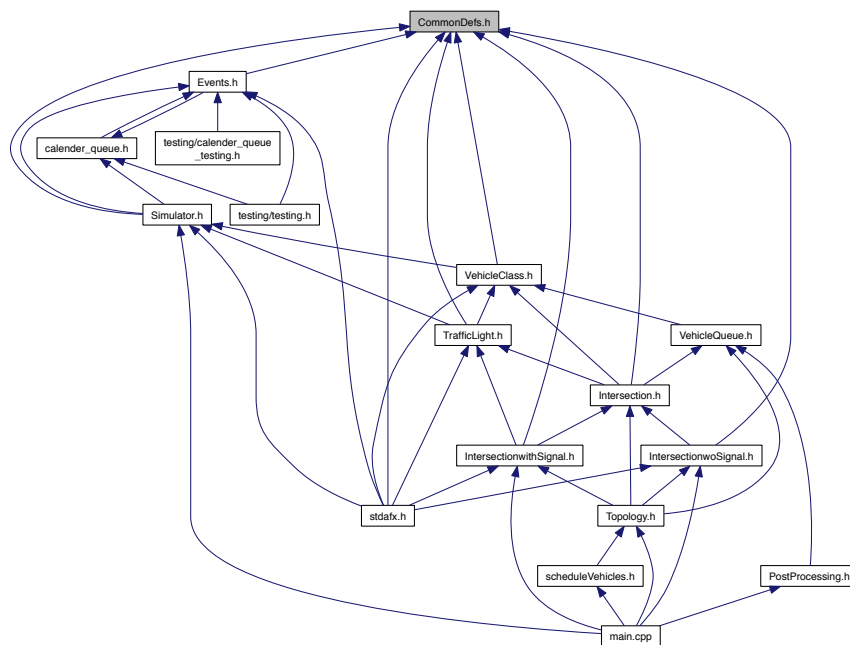 CommonDefs.h
Events.h
calender_queue.h
testing/calender_queue
_testing.h
Simulator.h
testing/testing.h
VehicleClass.h
TrafficLight.h
VehicleQueue.h
Intersection.h
IntersectionwithSignal.h
IntersectionwoSignal.h
stdafx.h
Topology.h
scheduleVehicles.h
PostProcessing.h
main.cpp